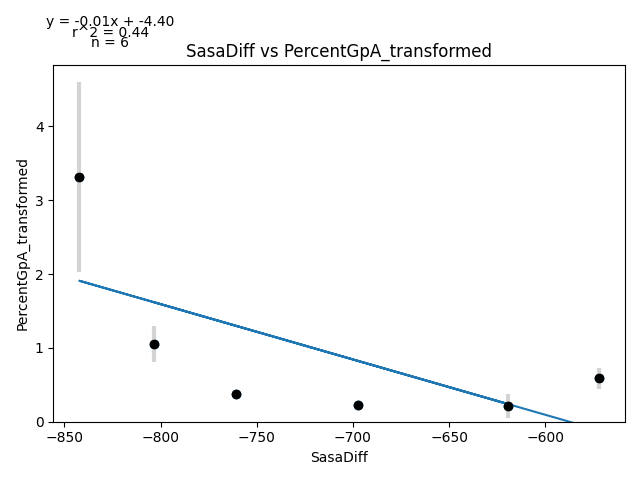 y = -0.01x + -4.40
r^2 = 0.44
n = 6
SasaDiff vs PercentGpA_transformed
PercentGpA_transformed
4
3
2
1
0
−850
−800
−750
−700
−650
−600
SasaDiff